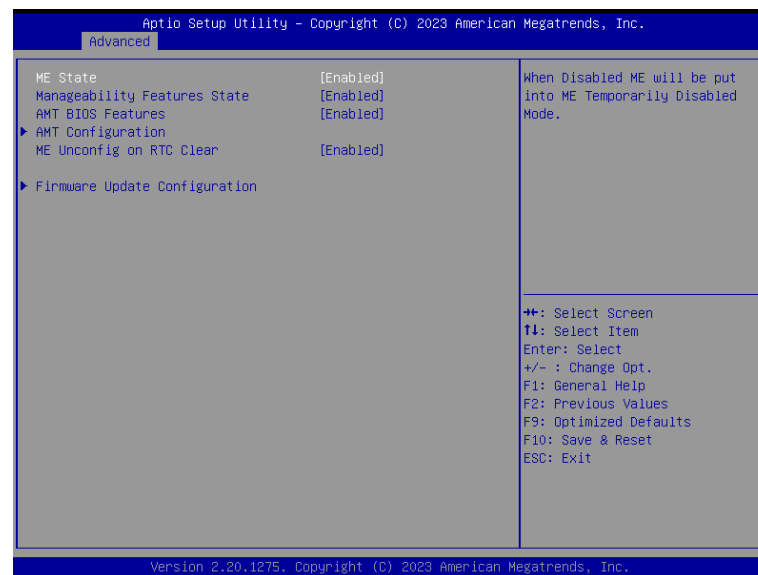 Aptio Setup Utility – Copyright (C) 2023 American Megatrends, Inc.
Advanced
ME State [Enabled]
Manageability Features State [Enabled]
AMT BIOS Features [Enabled]
AMT Configuration
ME Unconfig on RTC Clear [Enabled]
Firmware Update Configuration
When Disabled ME will be put
into ME Temporarily Disabled
Mode.
→←: Select Screen
↑↓: Select Item
Enter: Select
+/- : Change Opt.
F1: General Help
F2: Previous Values
F9: Optimized Defaults
F10: Save & Reset
ESC: Exit
Version 2.20.1275. Copyright (C) 2023 American Megatrends, Inc.